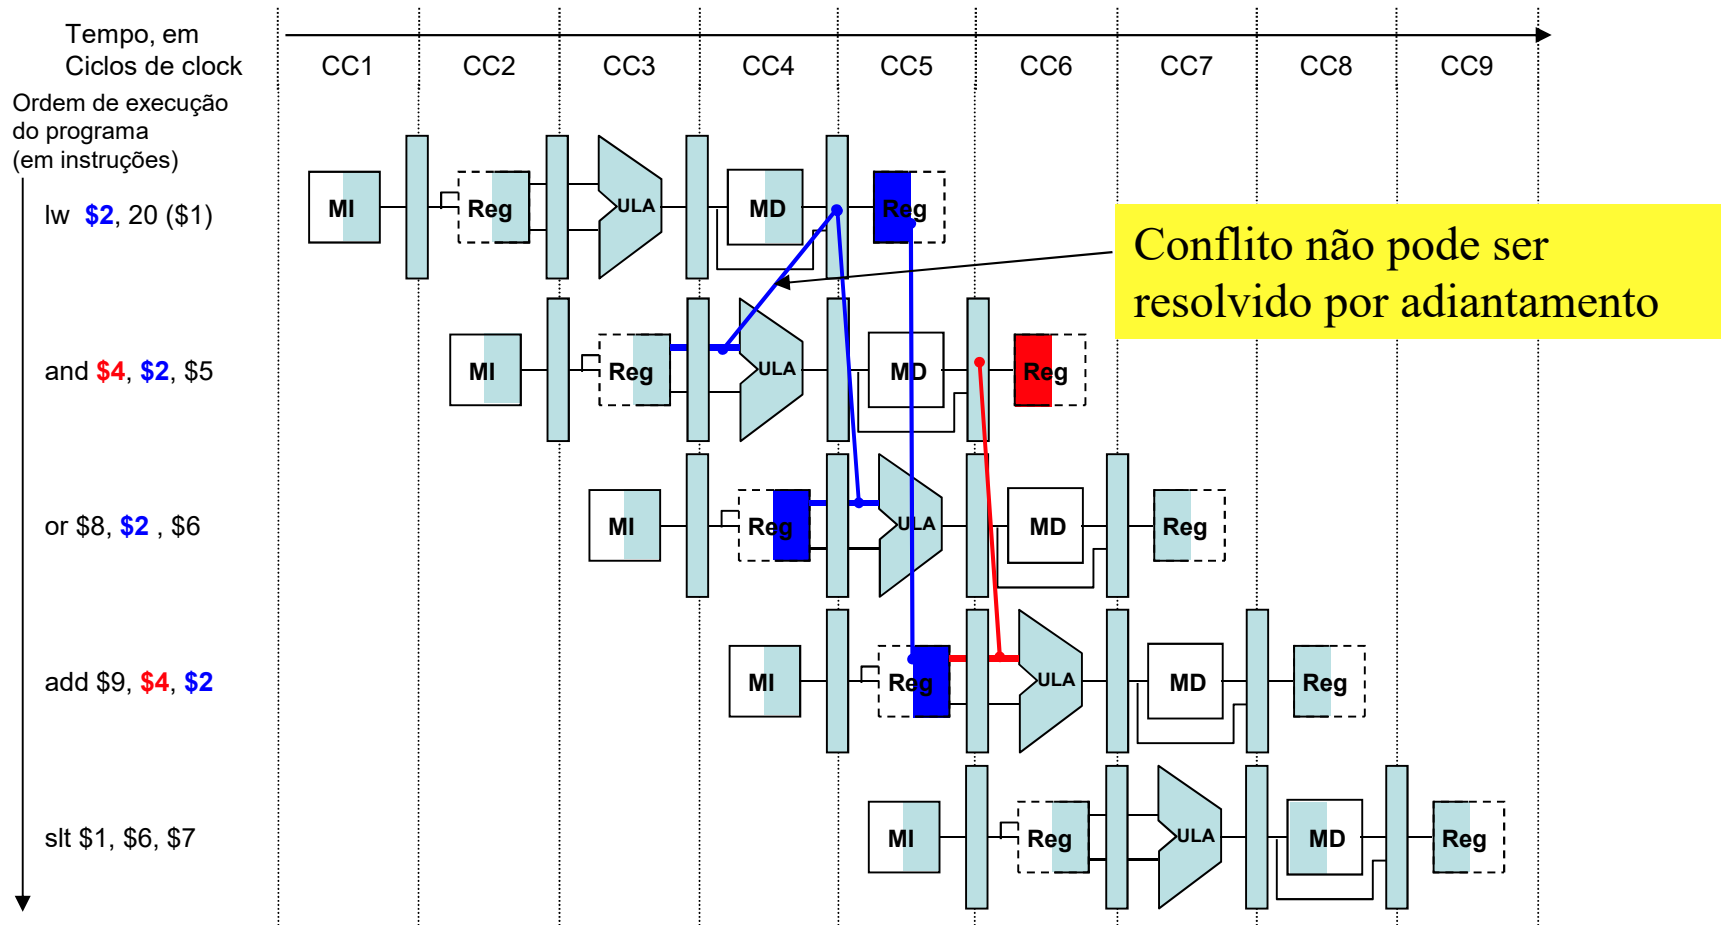 Tempo, em
Ciclos de clock
CC1 CC2 CC3 CC4 CC5 CC6 CC7 CC8 CC9
Ordem de execução
do programa
(em instruções)
lw $2, 20 ($1)
MI Reg ULA MD Reg
Conflito não pode ser
resolvido por adiantamento
and $4, $2, $5
MI Reg ULA MD Reg
or $8, $2 , $6
MI Reg ULA MD Reg
add $9, $4, $2
MI Reg ULA MD Reg
slt $1, $6, $7
MI Reg ULA MD Reg